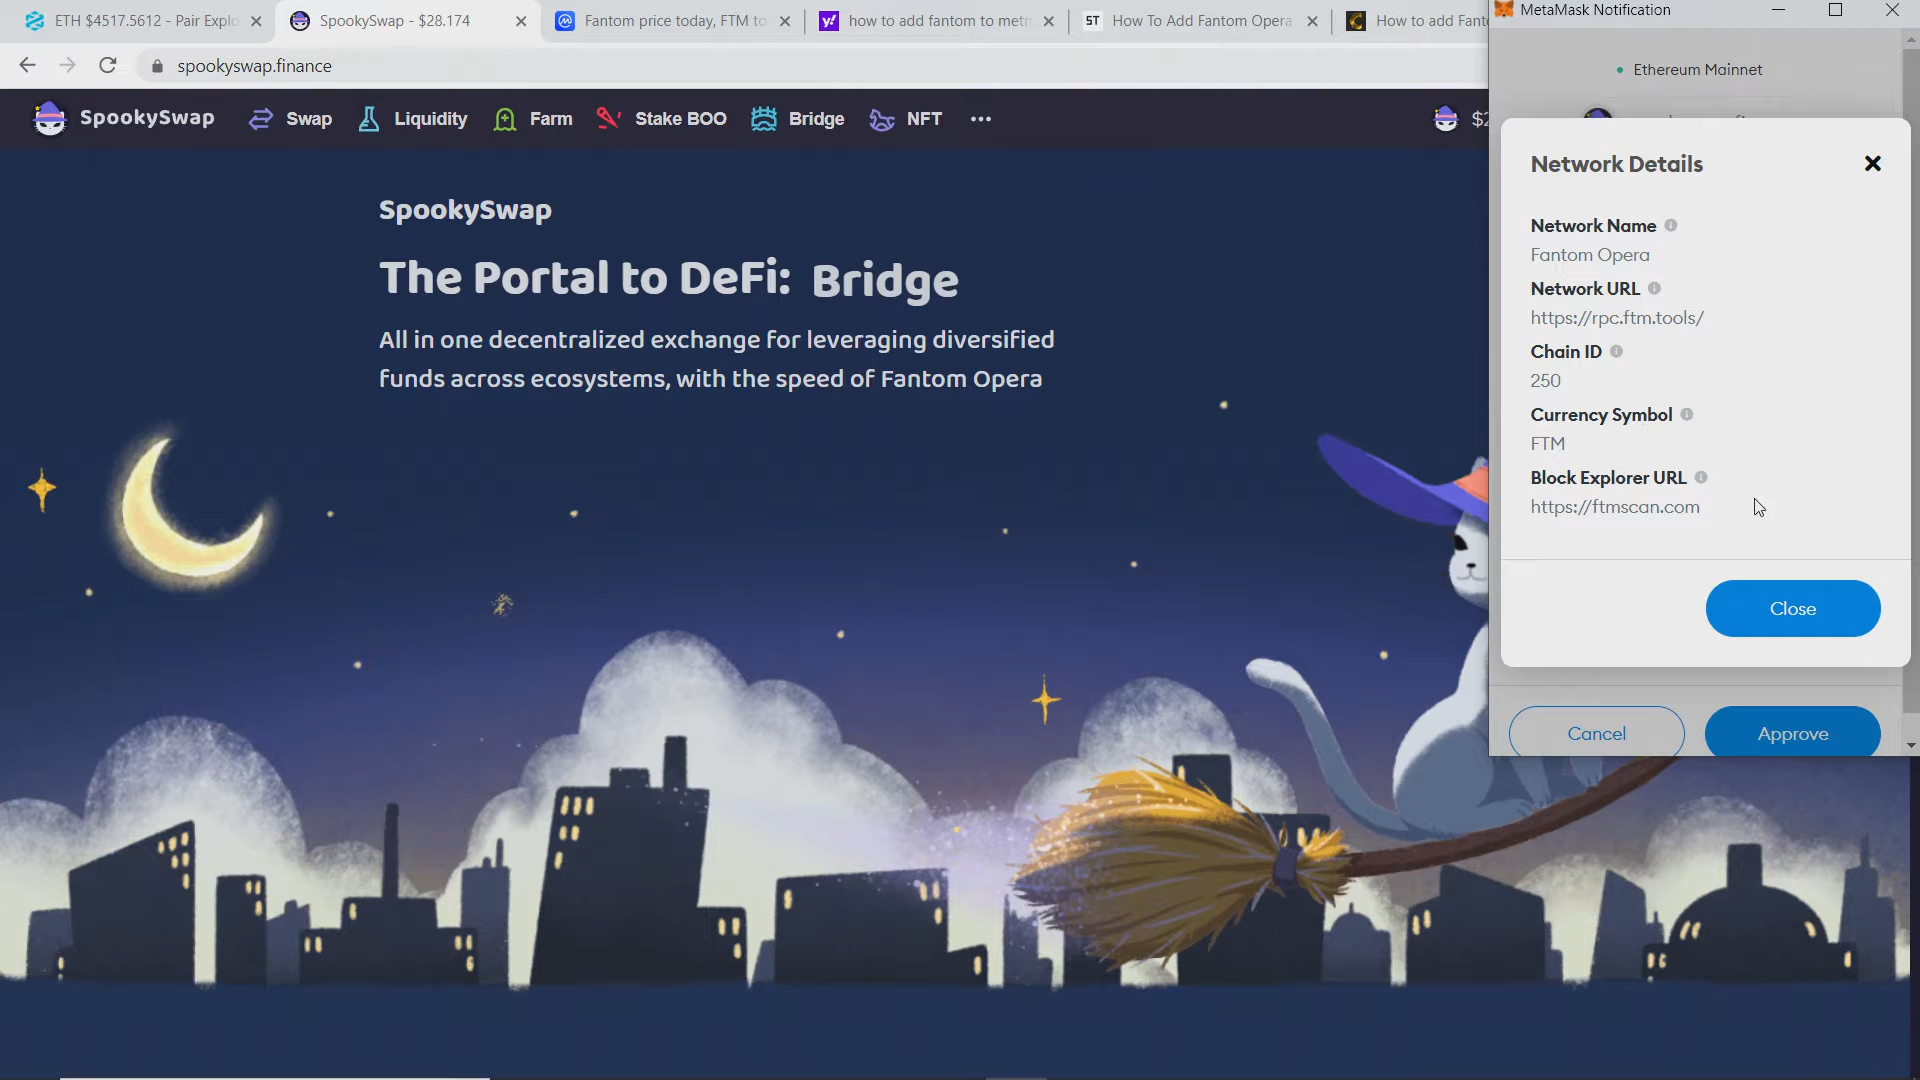 ETH $4517.5612 - Pair Explo
SpookySwap - $28.174
Fantom price today, FTM to
how to add fantom to metm
ST
How To Add Fantom Opera
How to add Fant
MetaMask Notification
spookyswap.finance
Ethereum Mainnet
SpookySwap
Swap
Liquidity
Farm
Stake BOO
Bridge
NFT
•••
Network Details
SpookySwap
The Portal to DeFi: Bridge
All in one decentralized exchange for leveraging diversified
funds across ecosystems, with the speed of Fantom Opera
Network Name
Fantom Opera
Network URL
https://rpc.ftm.tools/
Chain ID
250
Currency Symbol
FTM
Block Explorer URL
https://ftmscan.com
Close
Cancel
Approve